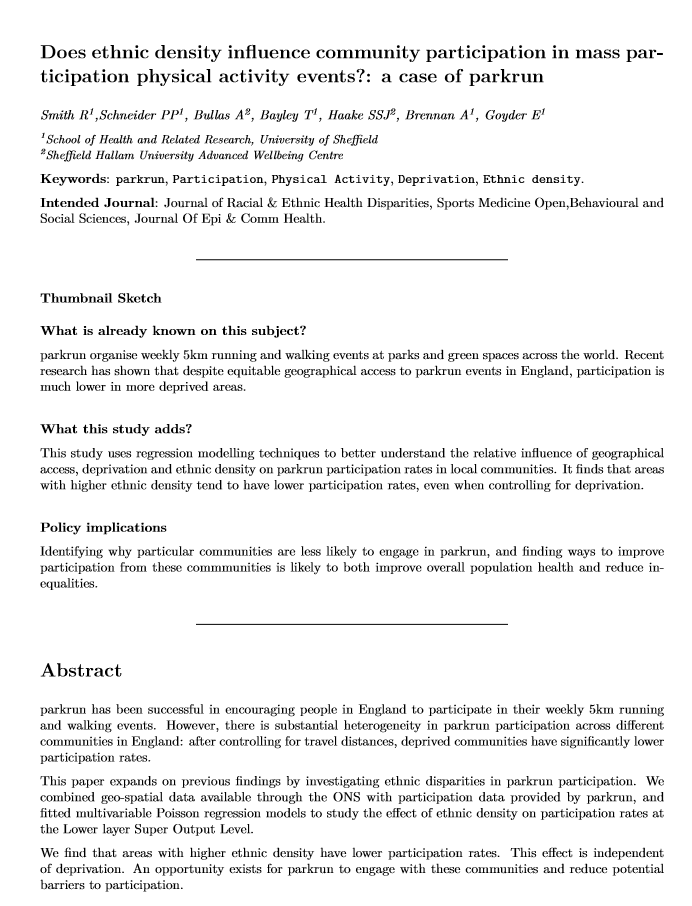 Does ethnic density influence community participation in mass par-
ticipation physical activity events?: a case of parkrun
Smith R1,Schneider PP1, Bullas A2, Bayley T1, Haake SSJ2, Brennan A1, Goyder E1
1School of Health and Related Research, University of Sheffield
2Sheffield Hallam University Advanced Wellbeing Centre
Keywords: parkrun, Participation, Physical Activity, Deprivation, Ethnic density.
Intended Journal: Journal of Racial & Ethnic Health Disparities, Sports Medicine Open,Behavioural and
Social Sciences, Journal Of Epi & Comm Health.
Thumbnail Sketch
What is already known on this subject?
parkrun organise weekly 5km running and walking events at parks and green spaces across the world. Recent
research has shown that despite equitable geographical access to parkrun events in England, participation is
much lower in more deprived areas.
What this study adds?
This study uses regression modelling techniques to better understand the relative influence of geographical
access, deprivation and ethnic density on parkrun participation rates in local communities. It finds that areas
with higher ethnic density tend to have lower participation rates, even when controlling for deprivation.
Policy implications
Identifying why particular communities are less likely to engage in parkrun, and finding ways to improve
participation from these commmunities is likely to both improve overall population health and reduce in-
equalities.
Abstract
parkrun has been successful in encouraging people in England to participate in their weekly 5km running
and walking events. However, there is substantial heterogeneity in parkrun participation across different
communities in England: after controlling for travel distances, deprived communities have significantly lower
participation rates.
This paper expands on previous findings by investigating ethnic disparities in parkrun participation. We
combined geo-spatial data available through the ONS with participation data provided by parkrun, and
fitted multivariable Poisson regression models to study the effect of ethnic density on participation rates at
the Lower layer Super Output Level.
We find that areas with higher ethnic density have lower participation rates. This effect is independent
of deprivation. An opportunity exists for parkrun to engage with these communities and reduce potential
barriers to participation.